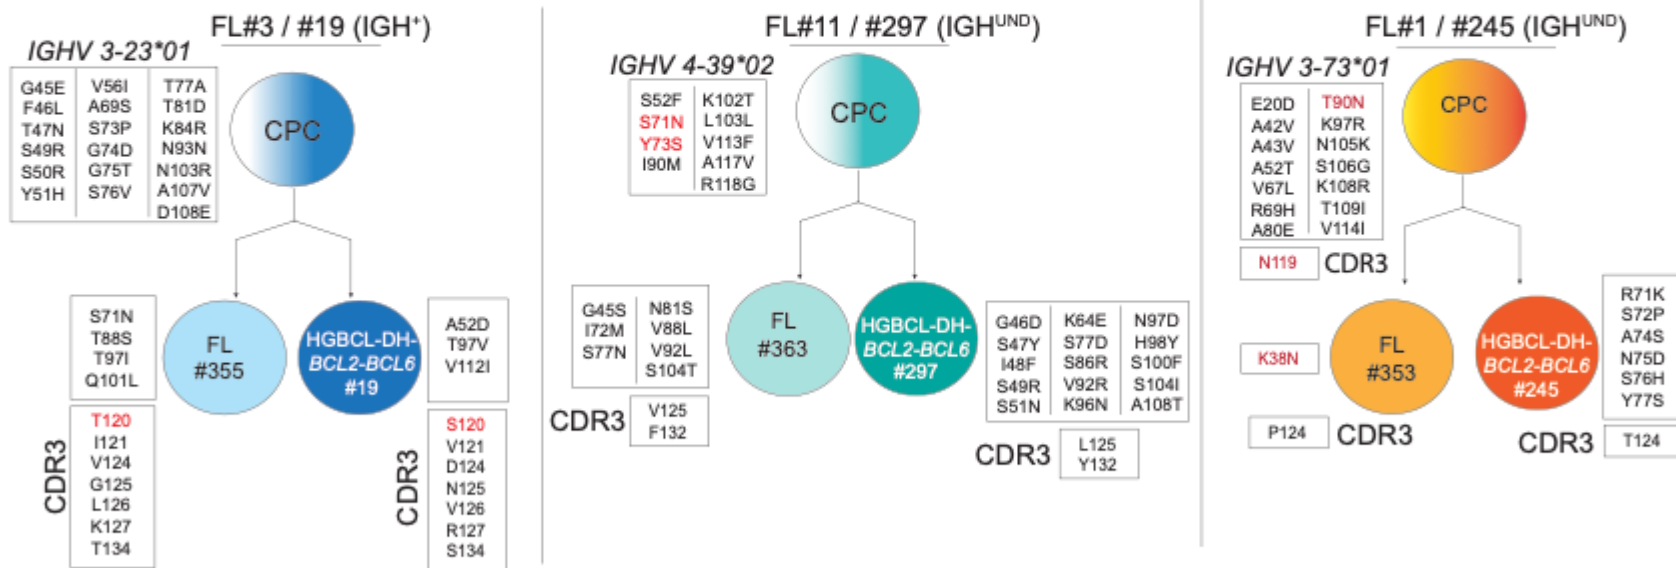 FL#3 / #19 (IGH⁺)
IGHV 3-23*01
G45E V56I T77A
F46L A69S T81D
T47N S73P K84R
S49R G74D N93N
S50R G75T N103R
Y51H S76V A107V
D108E
CPC
S71N
T88S
T97I
Q101L
FL
#355
HGBCL-DH-
BCL2-BCL6
#19
A52D
T97V
V112I
CDR3
T120
I121
V124
G125
L126
K127
T134
CDR3
S120
V121
D124
N125
V126
R127
S134
FL#11 / #297 (IGHᵁᴺᴰ)
IGHV 4-39*02
S52F K102T
S71N L103L
Y73S V113F
I90M A117V
R118G
CPC
G45S N81S
I72M V88L
S77N V92L
S104T
FL
#363
HGBCL-DH-
BCL2-BCL6
#297
G46D K64E N97D
S47Y S77D H98Y
I48F S86R S100F
S49R V92R S104I
S51N K96N A108T
CDR3
V125
F132
CDR3
L125
Y132
FL#1 / #245 (IGHᵁᴺᴰ)
IGHV 3-73*01
E20D T90N
A42V K97R
A43V N105K
A52T S106G
V67L K108R
R69H T109I
A80E V114I
N119 CDR3
CPC
K38N
FL
#353
HGBCL-DH-
BCL2-BCL6
#245
R71K
S72P
A74S
N75D
S76H
Y77S
P124 CDR3
CDR3 T124